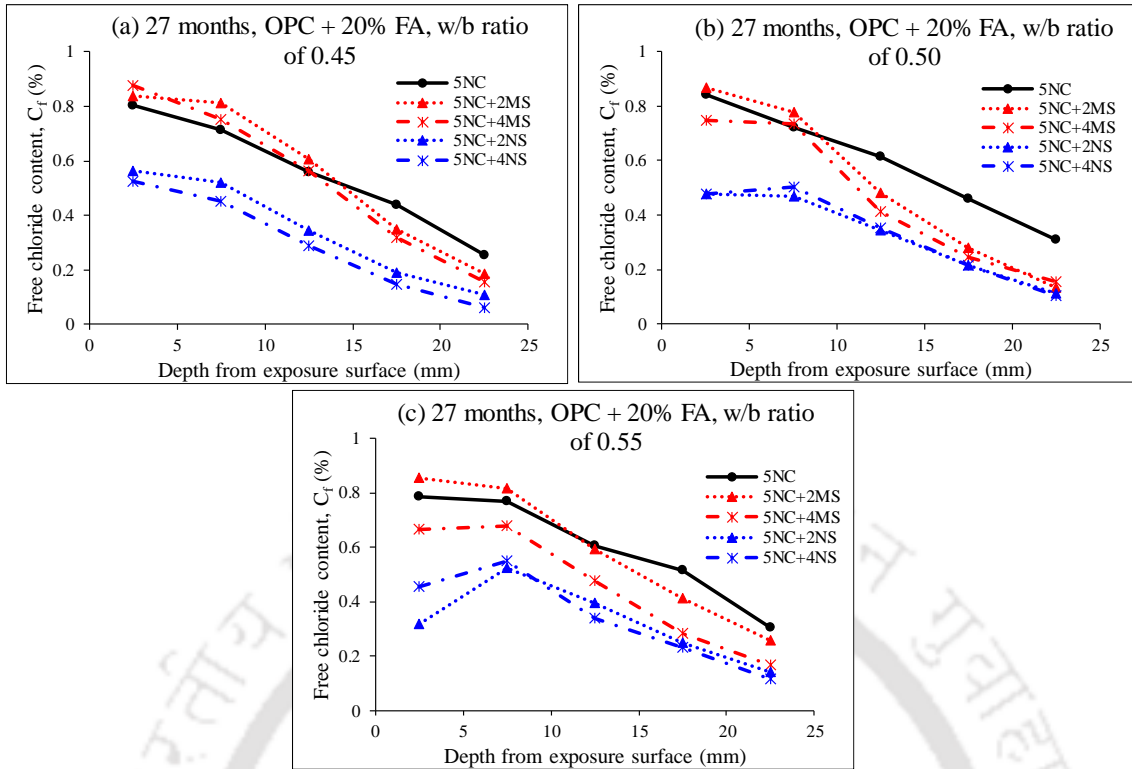 (a) 27 months, OPC + 20% FA, w/b ratio
of 0.45
1
0.8
0.6
0.4
0.2
0
0 5 10 15 20 25
Free chloride content, C_f (%)
Depth from exposure surface (mm)
5NC
5NC+2MS
5NC+4MS
5NC+2NS
5NC+4NS
(b) 27 months, OPC + 20% FA, w/b ratio
of 0.50
1
0.8
0.6
0.4
0.2
0
0 5 10 15 20 25
Free chloride content, C_f (%)
Depth from exposure surface (mm)
5NC
5NC+2MS
5NC+4MS
5NC+2NS
5NC+4NS
(c) 27 months, OPC + 20% FA, w/b ratio
of 0.55
1
0.8
0.6
0.4
0.2
0
0 5 10 15 20 25
Free chloride content, C_f (%)
Depth from exposure surface (mm)
5NC
5NC+2MS
5NC+4MS
5NC+2NS
5NC+4NS